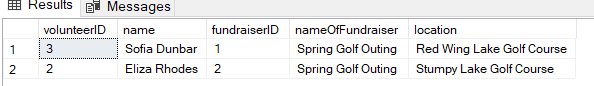 Results Messages
volunteerID name fundraiserID nameOfFundraiser location
1 3 Sofia Dunbar 1 Spring Golf Outing Red Wing Lake Golf Course
2 2 Eliza Rhodes 2 Spring Golf Outing Stumpy Lake Golf Course